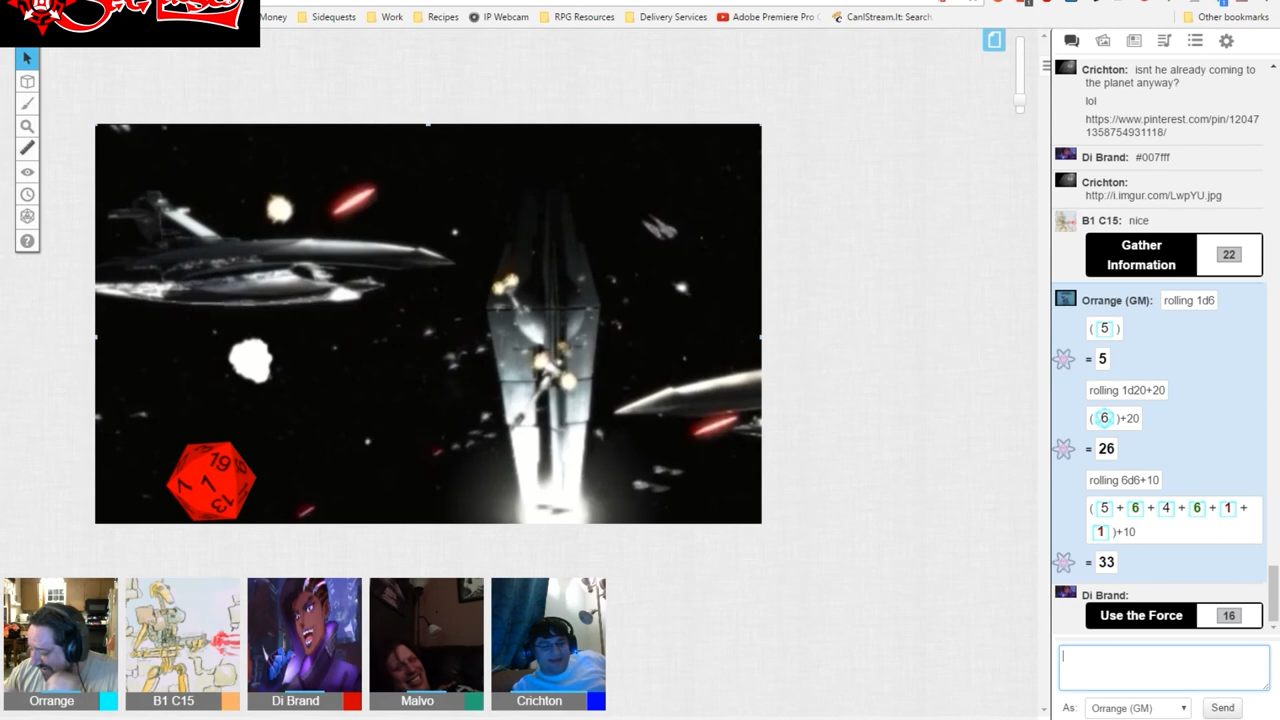 Money
Sidequests
Work
Recipes
IP Webcam
RPG Resources
Delivery Services
Adobe Premiere Pro C
CanIStream.It: Search
Other bookmarks
Crichton: isnt he already coming to
the planet anyway?
lol
https://www.pinterest.com/pin/12047
1358754931118/
Di Brand: #007fff
Crichton:
http://i.imgur.com/LwpYU.jpg
B1 C15: nice
Gather
Information
22
Orrange (GM): rolling 1d6
( 5 )
= 5
rolling 1d20+20
( 6 )+20
= 26
rolling 6d6+10
( 5 + 6 + 4 + 6 + 1 +
1 )+10
= 33
Di Brand:
Use the Force 16
19
1
7
13
Orrange
B1 C15
Di Brand
Malvo
Crichton
As: Orrange (GM) Send